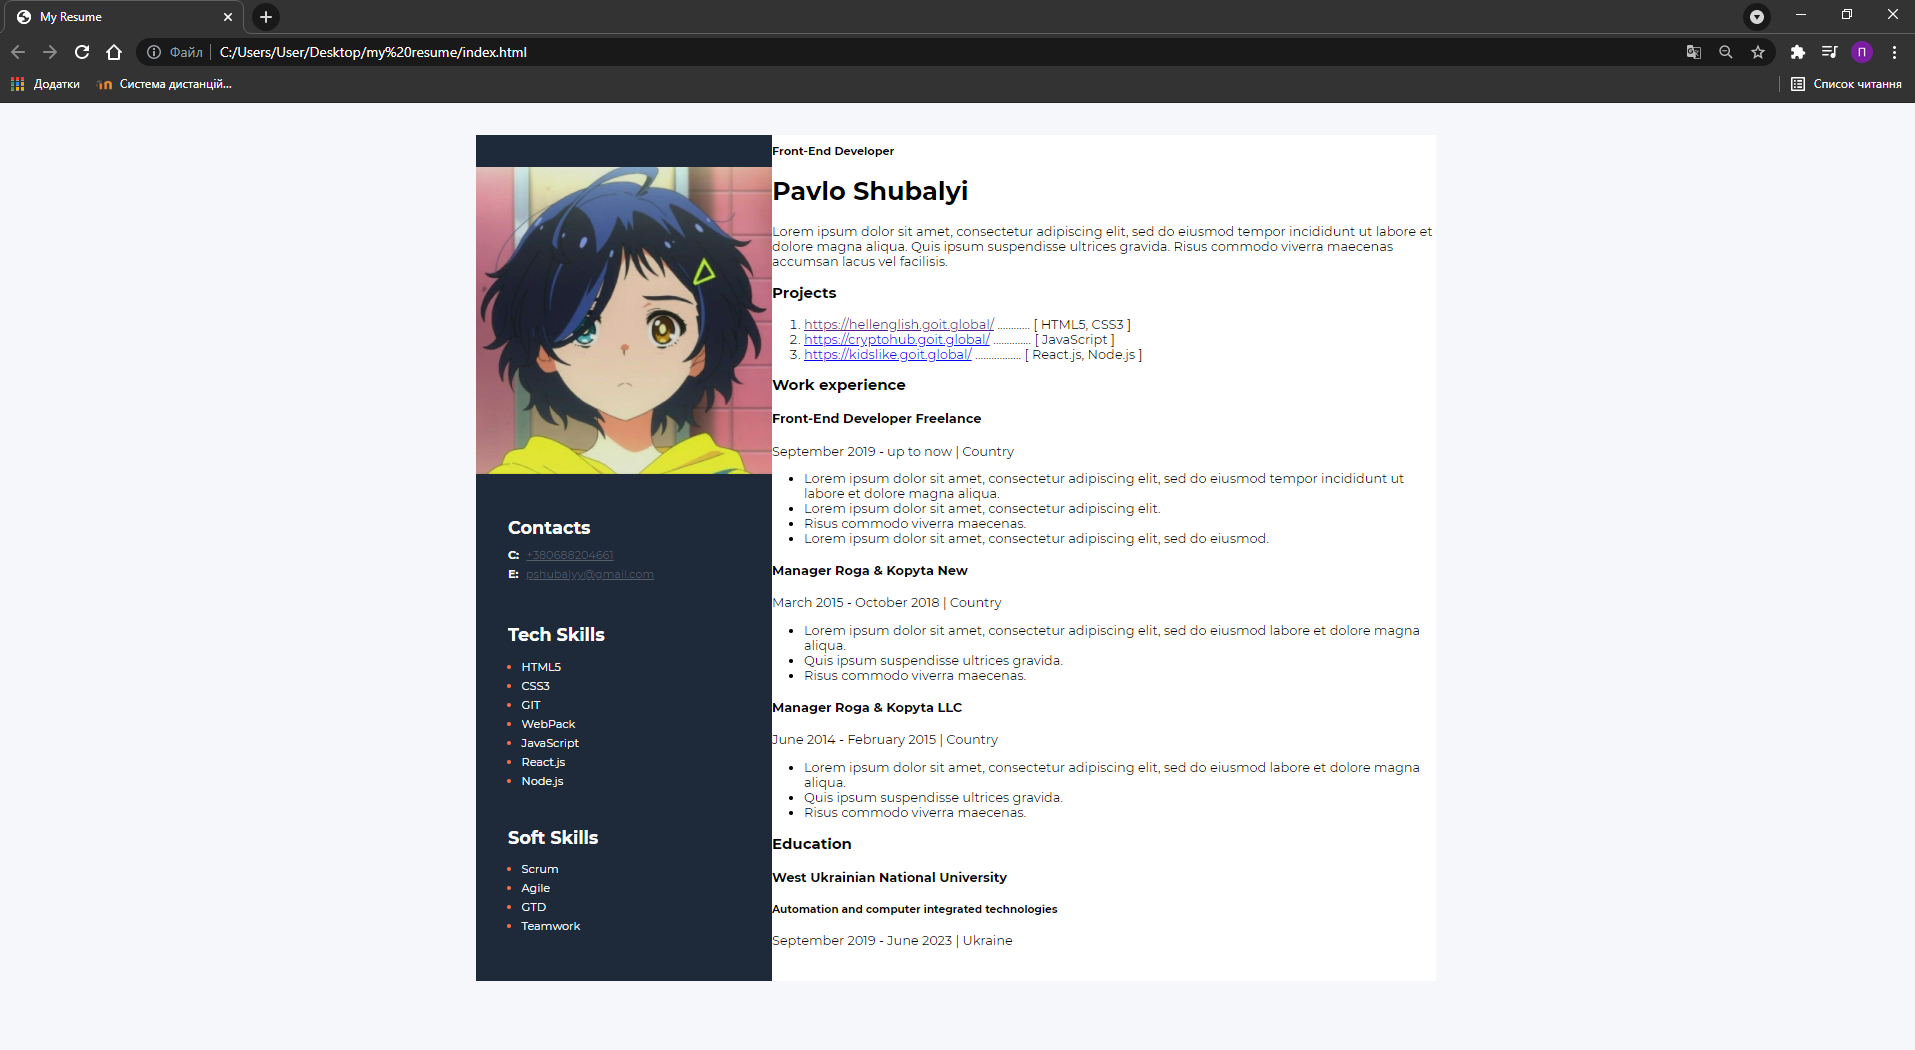 My Resume
Файл
C:/Users/User/Desktop/my%20resume/index.html
П
Додатки
Система дистанцій...
Список читання
Contacts
C: +380688204661
E: pshubalyy@gmail.com
Tech Skills
HTML5
CSS3
GIT
WebPack
JavaScript
React.js
Node.js
Soft Skills
Scrum
Agile
GTD
Teamwork
Front-End Developer
Pavlo Shubalyi
Lorem ipsum dolor sit amet, consectetur adipiscing elit, sed do eiusmod tempor incididunt ut labore et
dolore magna aliqua. Quis ipsum suspendisse ultrices gravida. Risus commodo viverra maecenas
accumsan lacus vel facilisis.
Projects
1. https://hellenglish.goit.global/ ............ [ HTML5, CSS3 ]
2. https://cryptohub.goit.global/ .............. [ JavaScript ]
3. https://kidslike.goit.global/ ................. [ React.js, Node.js ]
Work experience
Front-End Developer Freelance
September 2019 - up to now | Country
Lorem ipsum dolor sit amet, consectetur adipiscing elit, sed do eiusmod tempor incididunt ut
labore et dolore magna aliqua.
Lorem ipsum dolor sit amet, consectetur adipiscing elit.
Risus commodo viverra maecenas.
Lorem ipsum dolor sit amet, consectetur adipiscing elit, sed do eiusmod.
Manager Roga & Kopyta New
March 2015 - October 2018 | Country
Lorem ipsum dolor sit amet, consectetur adipiscing elit, sed do eiusmod labore et dolore magna
aliqua.
Quis ipsum suspendisse ultrices gravida.
Risus commodo viverra maecenas.
Manager Roga & Kopyta LLC
June 2014 - February 2015 | Country
Lorem ipsum dolor sit amet, consectetur adipiscing elit, sed do eiusmod labore et dolore magna
aliqua.
Quis ipsum suspendisse ultrices gravida.
Risus commodo viverra maecenas.
Education
West Ukrainian National University
Automation and computer integrated technologies
September 2019 - June 2023 | Ukraine